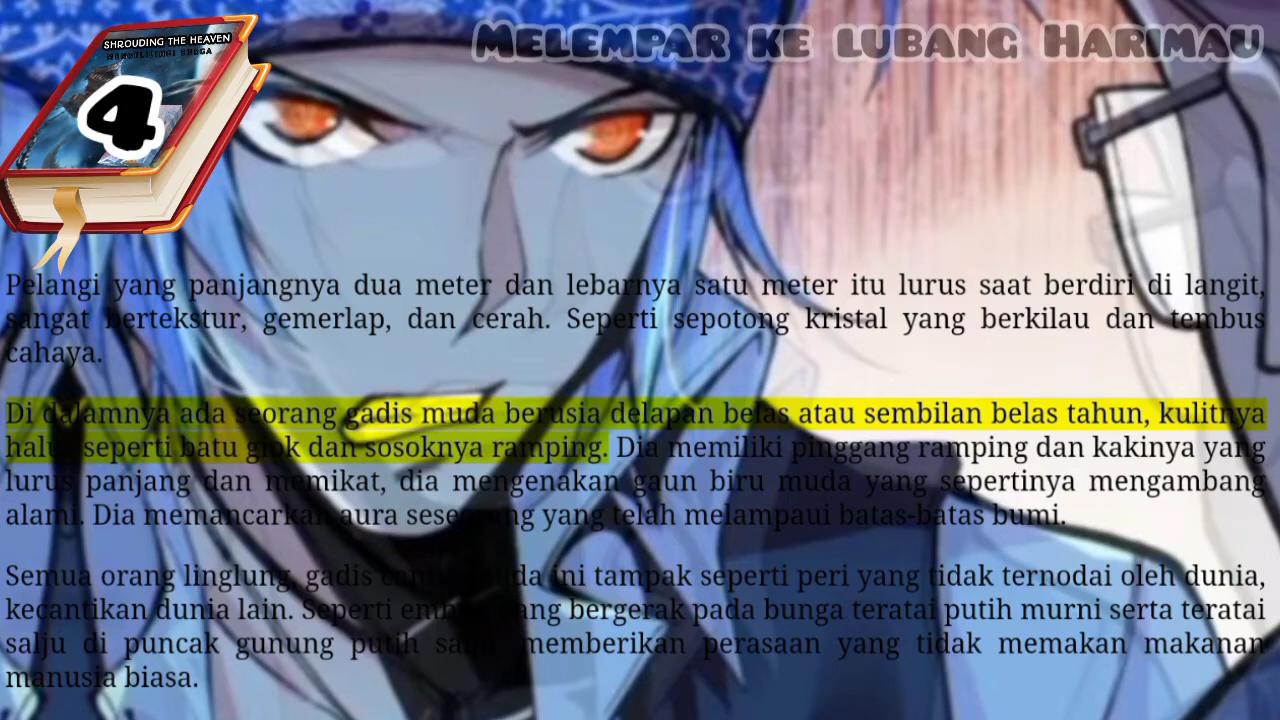 SHROUDING THE HEAVEN
4
Melempar ke lubang Harimau
Pelangi yang panjangnya dua meter dan lebarnya satu meter itu lurus saat berdiri di langit,
sangat bertekstur, gemerlap, dan cerah. Seperti sepotong kristal yang berkilau dan tembus
cahaya.
Di dalamnya ada seorang gadis muda berusia delapan belas atau sembilan belas tahun, kulitnya
halus seperti batu giok dan sosoknya ramping. Dia memiliki pinggang ramping dan kakinya yang
lurus panjang dan memikat, dia mengenakan gaun biru muda yang sepertinya mengambang
alami. Dia memancarkan aura seseorang yang telah melampaui batas-batas bumi.
Semua orang linglung, gadis cantik muda ini tampak seperti peri yang tidak ternodai oleh dunia,
kecantikan dunia lain. Seperti embun yang bergerak pada bunga teratai putih murni serta teratai
salju di puncak gunung putih salju, memberikan perasaan yang tidak memakan makanan
manusia biasa.